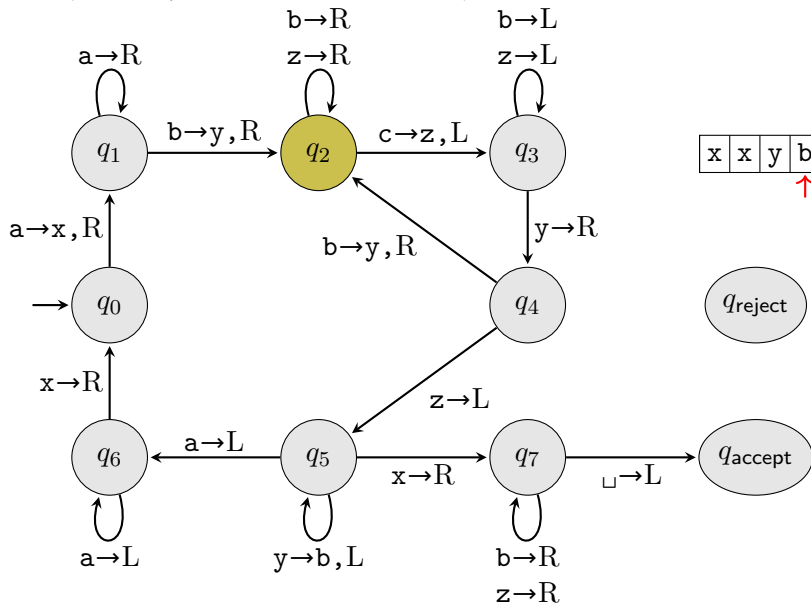 b→R b→L
a→R z→R z→L
b→y,R c→z,L
q1 q2 q3 x x y b
a→x,R b→y,R y→R
q0 q4 qreject
x→R z→L
a→L
q6 q5 q7 qaccept
x→R ␣→L
a→L y→b,L b→R
z→R